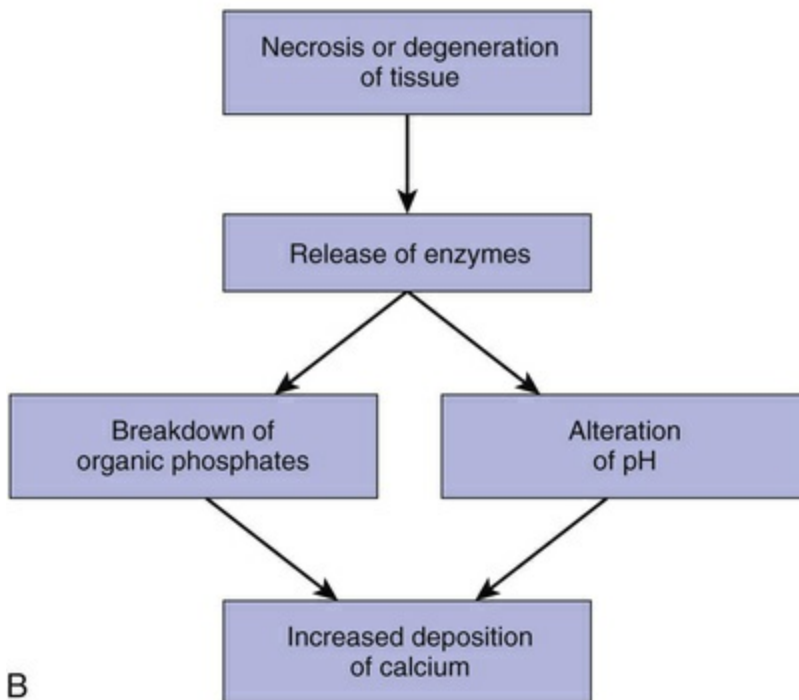 Necrosis or degeneration
of tissue
Release of enzymes
Breakdown of
organic phosphates
Alteration
of pH
Increased deposition
of calcium
B